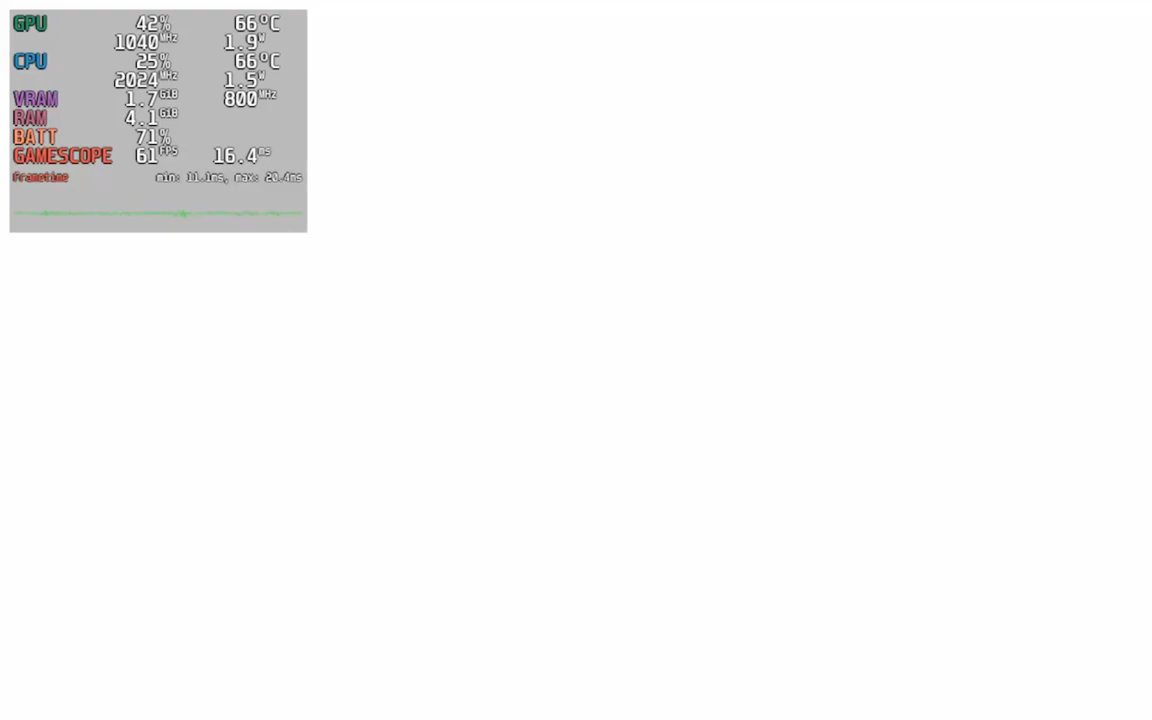 GPU 42% 66°C
1040MHz 1.9W
CPU 25% 66°C
2024MHz 1.5W
VRAM 1.7GiB 800MHz
RAM 4.1GiB
BATT 71%
GAMESCOPE 61FPS 16.4ms
Frametime min: 11.1ms, max: 20.4ms